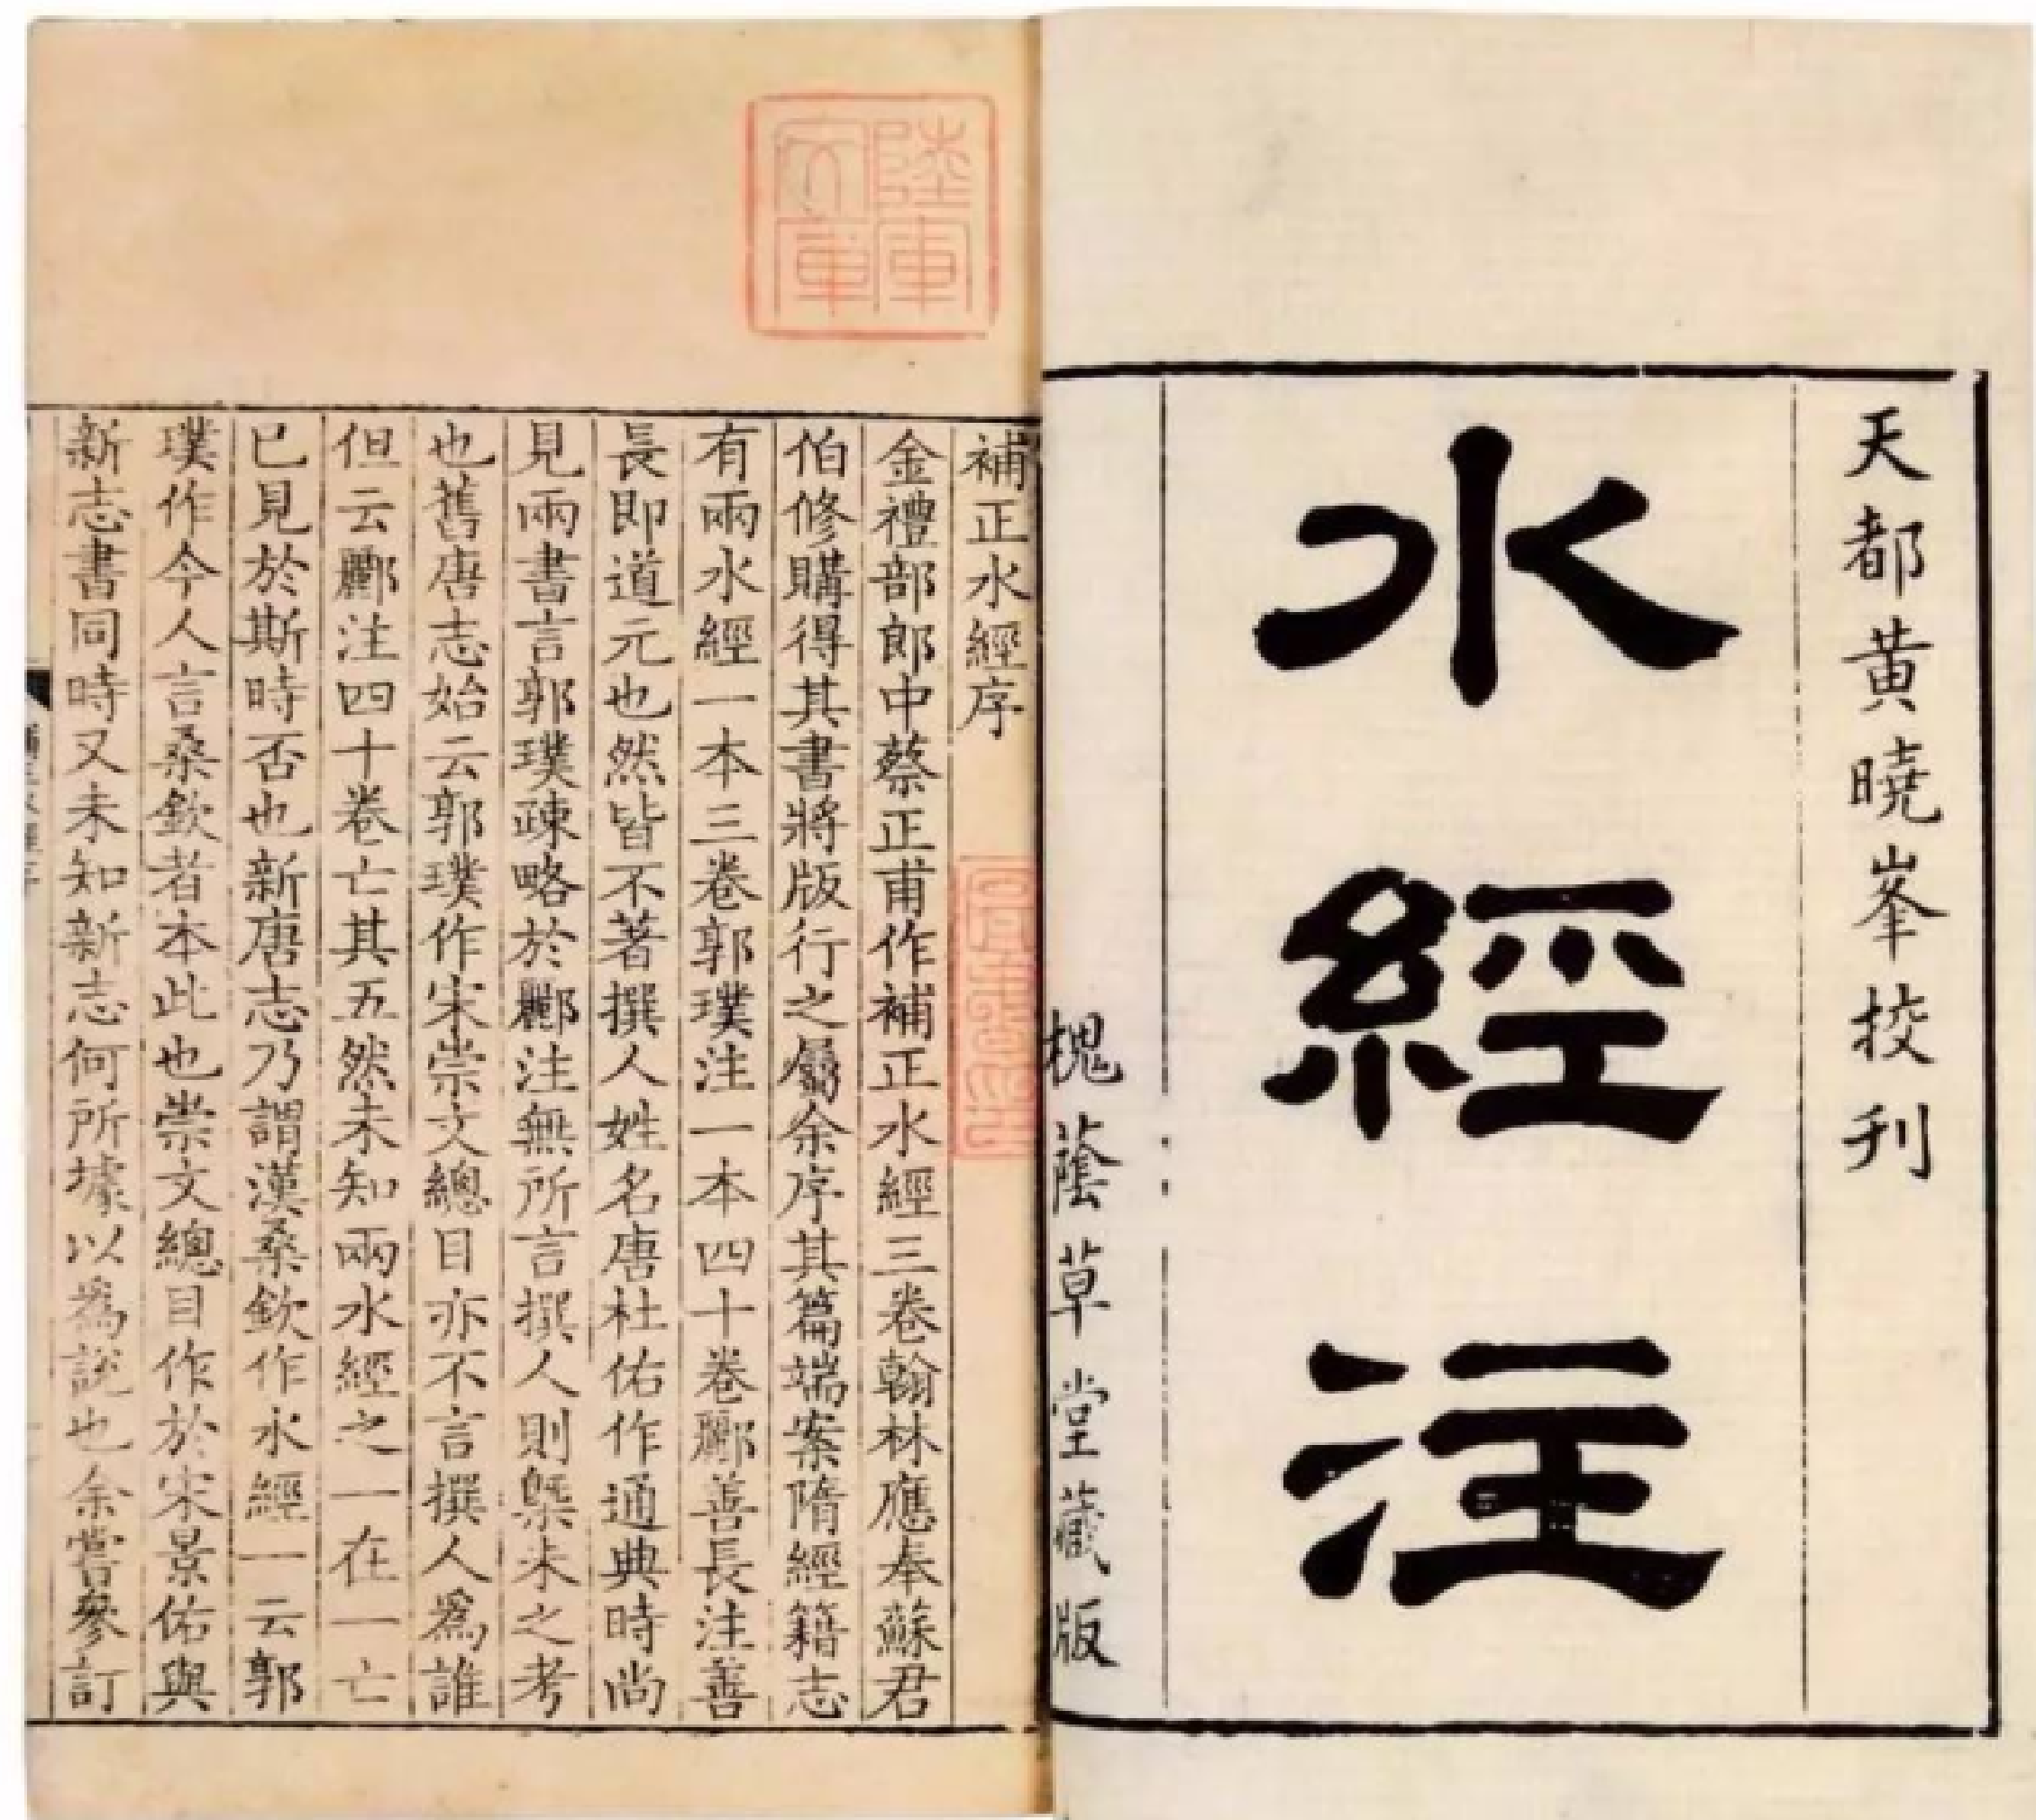 天都黄曉峯挍刋
水經注
槐蔭草堂藏版
陸軍文庫
補正水經序
金禮部郎中蔡正甫作補正水經三卷翰林應奉蘇君
伯修購得其書將版行之屬余序其篇端案隋經籍志
有兩水經一本三卷郭璞注一本四十卷酈善長注善
長即道元也然皆不著撰人姓名唐杜佑作通典時尚
見兩書言郭璞疎略於酈注無所言撰人則槩未之考
也舊唐志始云郭璞作宋崇文總目亦不言撰人爲誰
但云酈注四十卷亡其五然未知兩水經之一在一亡
已見於斯時否也新唐志乃謂漢桑欽作水經一云郭
璞作今人言桑欽者本此也崇文總目作於宋景佑與
新志書同時又未知新志何所據以爲說也余嘗參訂